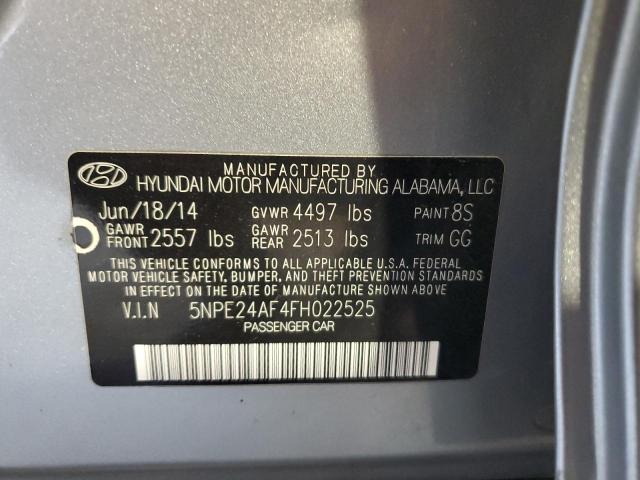 MANUFACTURED BY
HYUNDAI MOTOR MANUFACTURING ALABAMA, LLC
Jun/18/14 GVWR 4497 lbs PAINT 8S
GAWR FRONT 2557 lbs GAWR REAR 2513 lbs TRIM GG
THIS VEHICLE CONFORMS TO ALL APPLICABLE U.S.A. FEDERAL
MOTOR VEHICLE SAFETY, BUMPER, AND THEFT PREVENTION STANDARDS
IN EFFECT ON THE DATE OF MANUFACTURE SHOWN ABOVE
V.I.N 5NPE24AF4FH022525
PASSENGER CAR